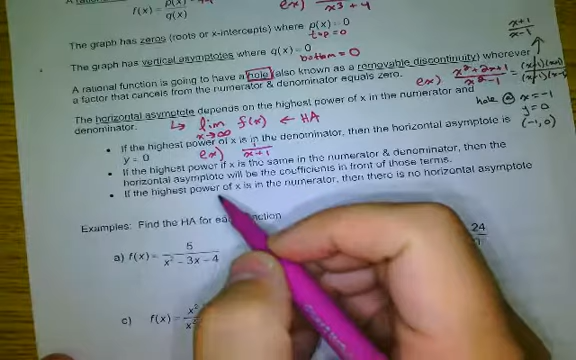 f(x) = p(x)/q(x)
ex) x³ + 4
The graph has zeros (roots or x-intercepts) where p(x) = 0
top = 0
The graph has vertical asymptotes where q(x) = 0
bottom = 0
x+1/x-1
A rational function is going to have a hole (also known as a removable discontinuity) wherever
a factor that cancels from the numerator & denominator equals zero.
ex) x²+2x+1/x²-1 = (x+1)(x+1)/(x+1)(x-1)
hole @ x = -1
y = 0
(-1, 0)
The horizontal asymptote depends on the highest power of x in the numerator and
denominator.
↳ lim x→∞ f(x) ← HA
• If the highest power of x is in the denominator, then the horizontal asymptote is
y = 0
ex) 1/x+1
• If the highest power if x is the same in the numerator & denominator, then the
horizontal asymptote will be the coefficients in front of those terms.
• If the highest power of x is in the numerator, then there is no horizontal asymptote
Examples: Find the HA for each function
a) f(x) = 5/x² − 3x − 4
24
c) f(x) = x²